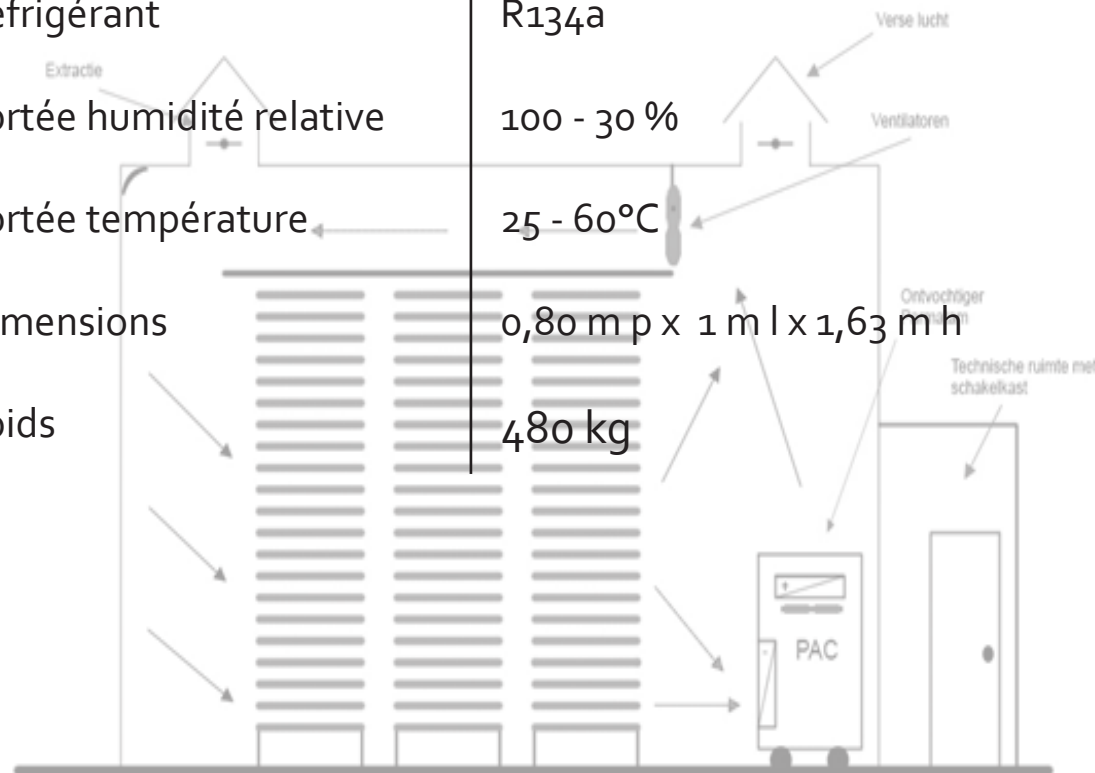 éfrigérant R134a
Verse lucht
Extractie
ortée humidité relative 100 - 30 %
Ventilatoren
ortée température 25 - 60°C
Ontvochtiger
mensions 0,80 m p x 1 m l x 1,63 m h
Technische ruimte met
schakelkast
oids 480 kg
PAC